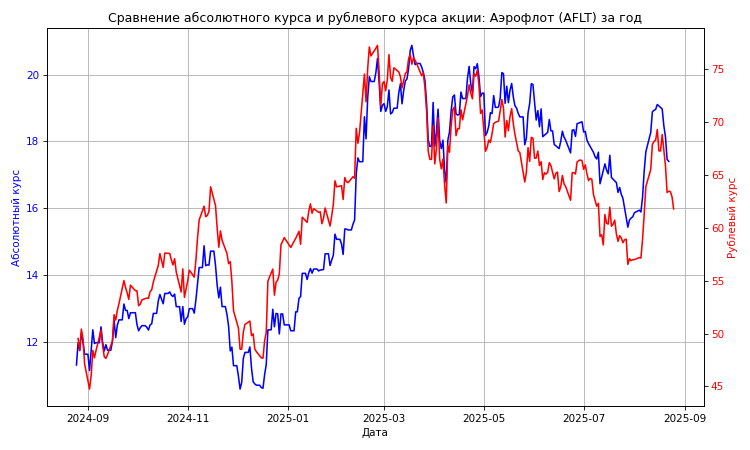 Сравнение абсолютного курса и рублевого курса акции: Аэрофлот (AFLT) за год
Абсолютный курс
20
18
16
14
12
75
70
65
60
55
50
45
Рублевый курс
2024-09 2024-11 2025-01 2025-03 2025-05 2025-07 2025-09
Дата